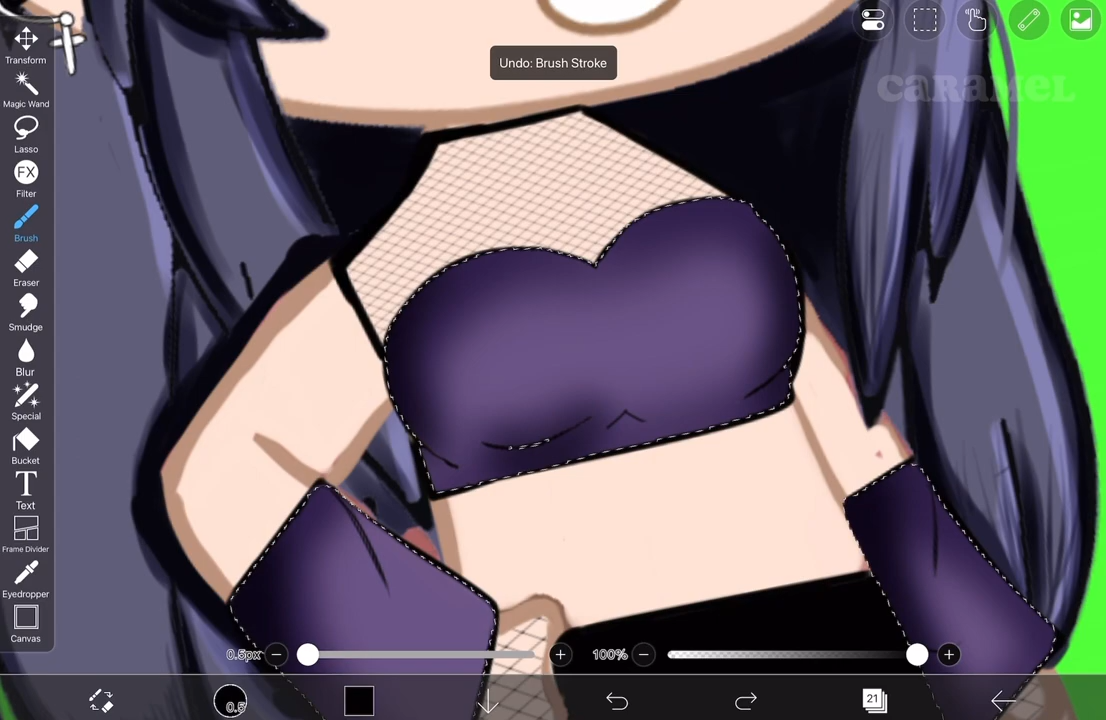 Undo: Brush Stroke
CARAMEL
Transform
Magic Wand
Lasso
FX
Filter
Brush
Eraser
Smudge
Blur
Special
Bucket
T
Text
Frame Divider
Eyedropper
Canvas
0.5px
100%
0.5
21